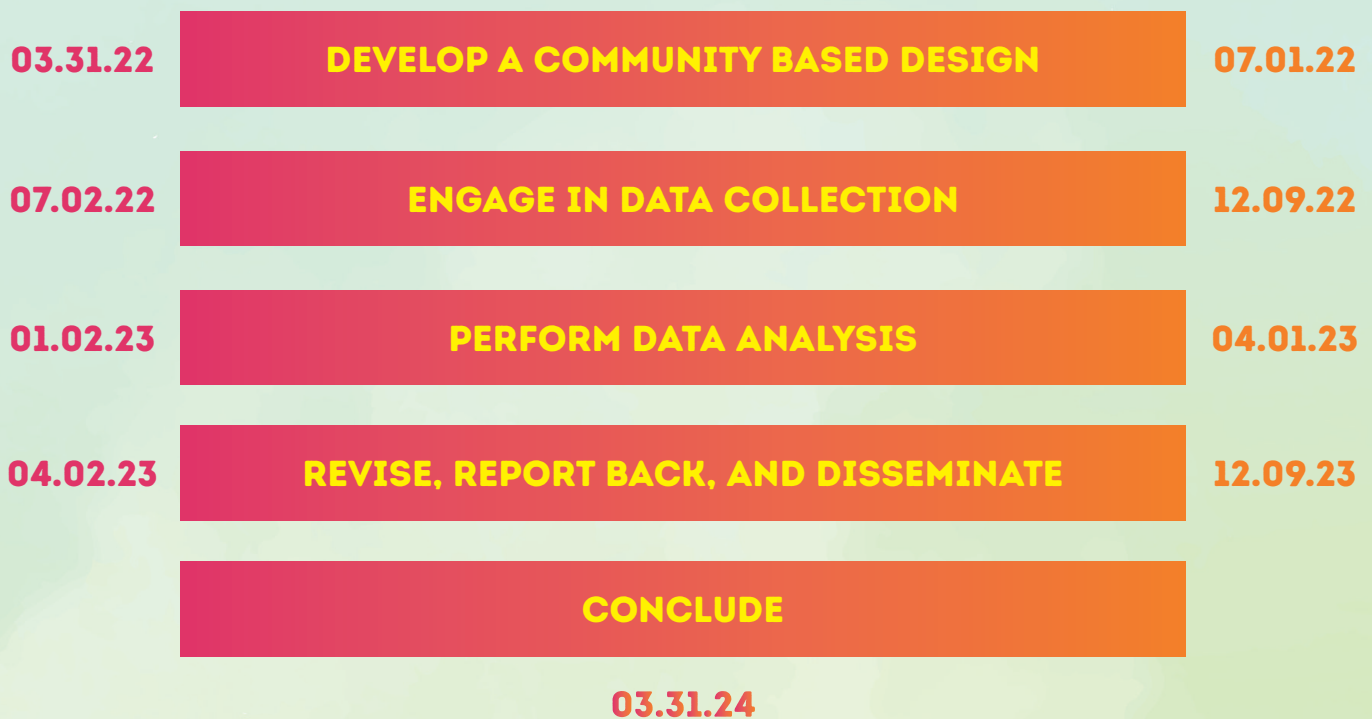 03.31.22 DEVELOP A COMMUNITY BASED DESIGN 07.01.22
07.02.22 ENGAGE IN DATA COLLECTION 12.09.22
01.02.23 PERFORM DATA ANALYSIS 04.01.23
04.02.23 REVISE, REPORT BACK, AND DISSEMINATE 12.09.23
CONCLUDE
03.31.24